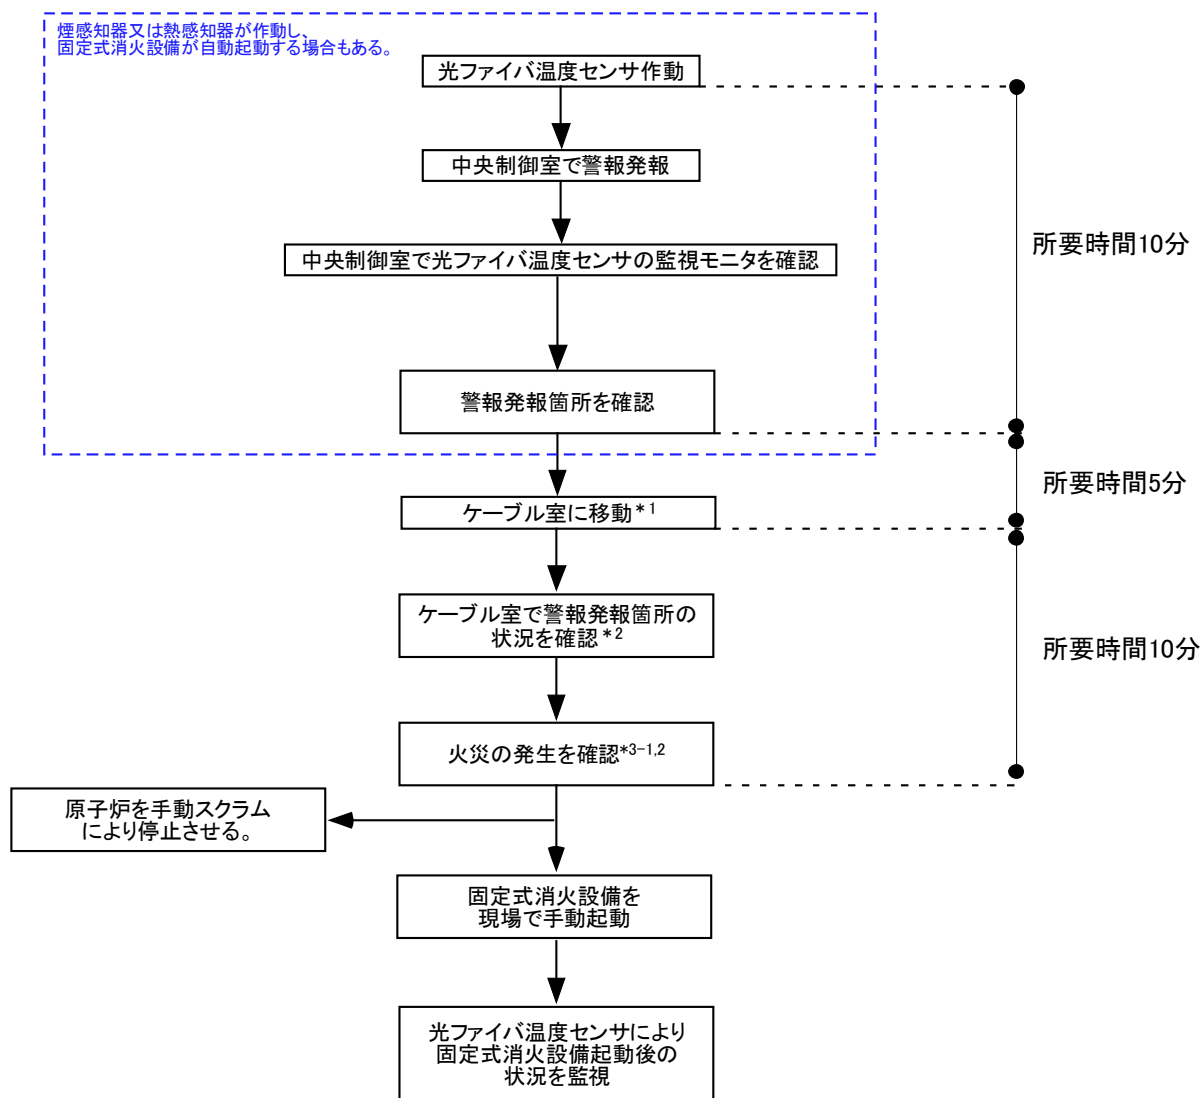 煙感知器又は熱感知器が作動し、
固定式消火設備が自動起動する場合もある。
光ファイバ温度センサ作動
中央制御室で警報発報
所要時間10分
中央制御室で光ファイバ温度センサの監視モニタを確認
警報発報箇所を確認
所要時間5分
ケーブル室に移動*1
ケーブル室で警報発報箇所の
状況を確認*2
所要時間10分
火災の発生を確認*3-1,2
原子炉を手動スクラム
により停止させる。
固定式消火設備を
現場で手動起動
光ファイバ温度センサにより
固定式消火設備起動後の
状況を監視